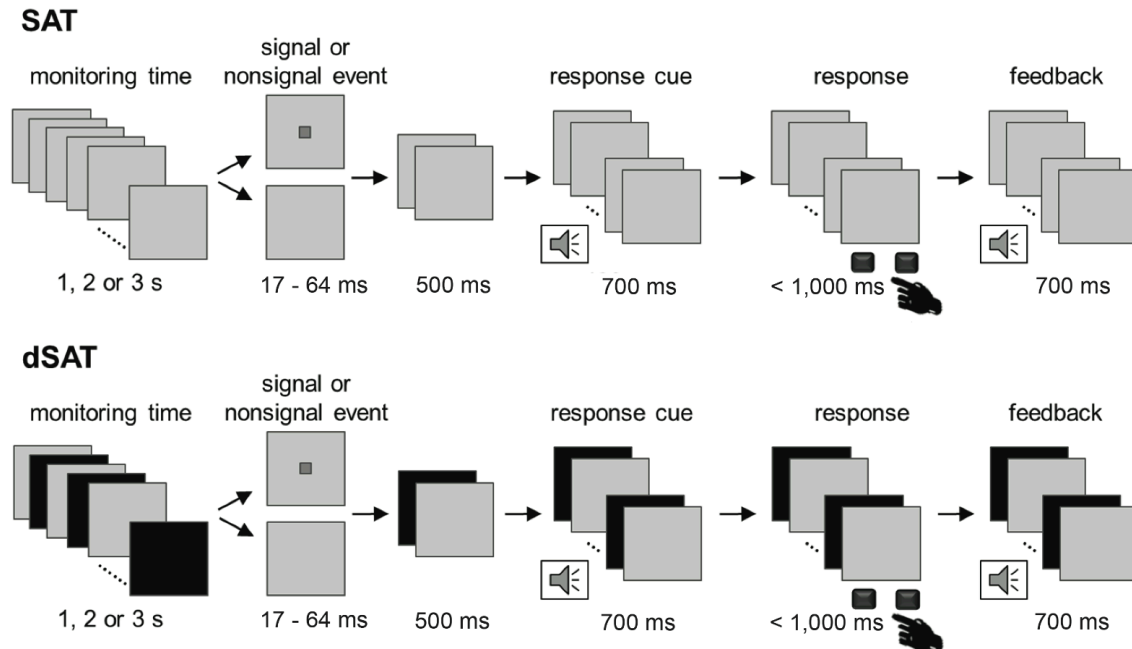 SAT
signal or
monitoring time nonsignal event response cue response feedback
1, 2 or 3 s 17 - 64 ms 500 ms 700 ms < 1,000 ms 700 ms
dSAT
signal or
monitoring time nonsignal event response cue response feedback
1, 2 or 3 s 17 - 64 ms 500 ms 700 ms < 1,000 ms 700 ms